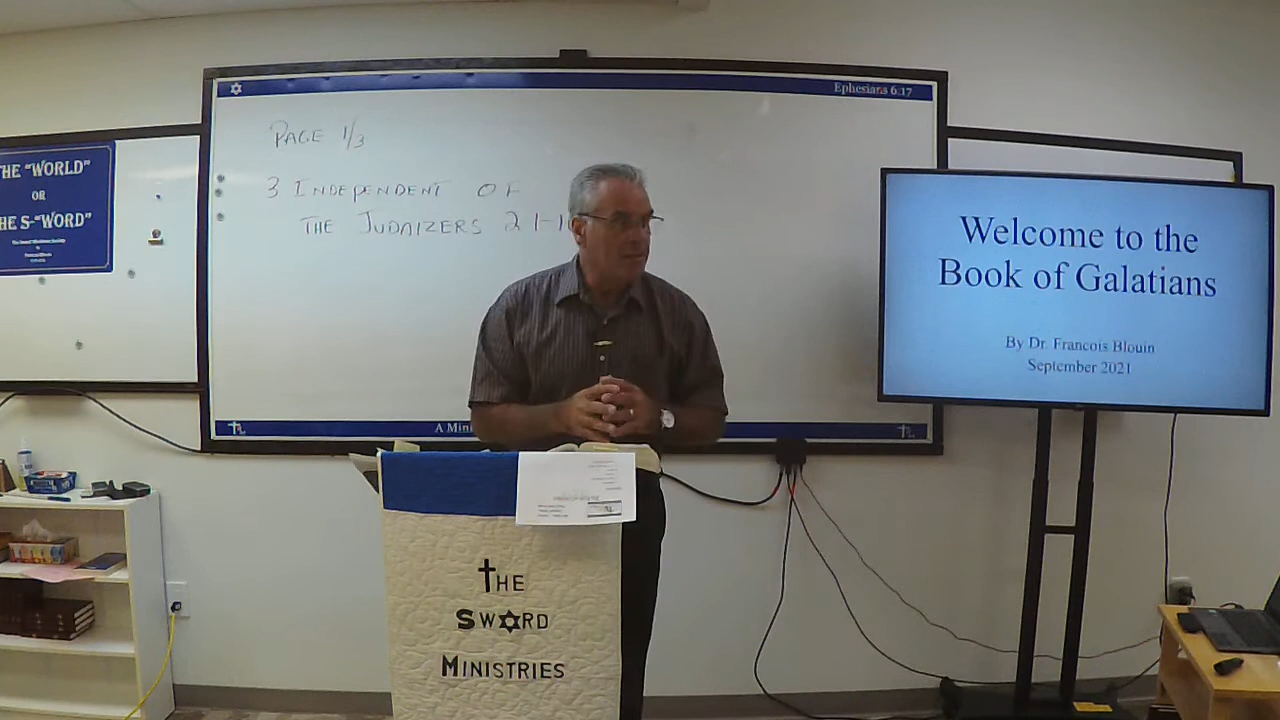 THE "WORLD"
OR
THE S-"WORD"
Ephesians 6:17
PAGE 1/3
3 INDEPENDENT OF
THE JUDAIZERS 2 1-1
Welcome to the
Book of Galatians
By Dr. Francois Blouin
September 2021
THE
SWORD
MINISTRIES